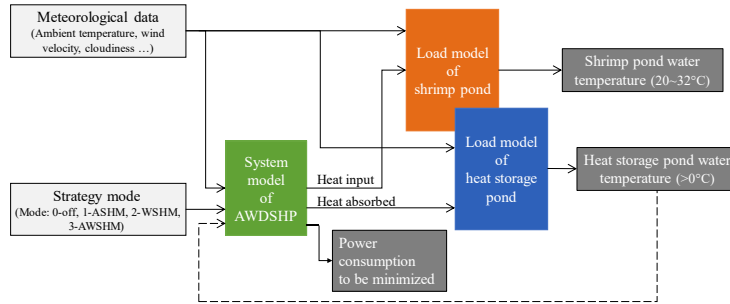 Meteorological data
(Ambient temperature, wind
velocity, cloudiness …)
Load model
of
shrimp pond
Shrimp pond water
temperature (20~32°C)
System
model
of
AWDSHP
Heat input
Heat absorbed
Load model
of
heat storage
pond
Heat storage pond water
temperature (>0°C)
Strategy mode
(Mode: 0-off, 1-ASHM, 2-WSHM,
3-AWSHM)
Power
consumption
to be minimized